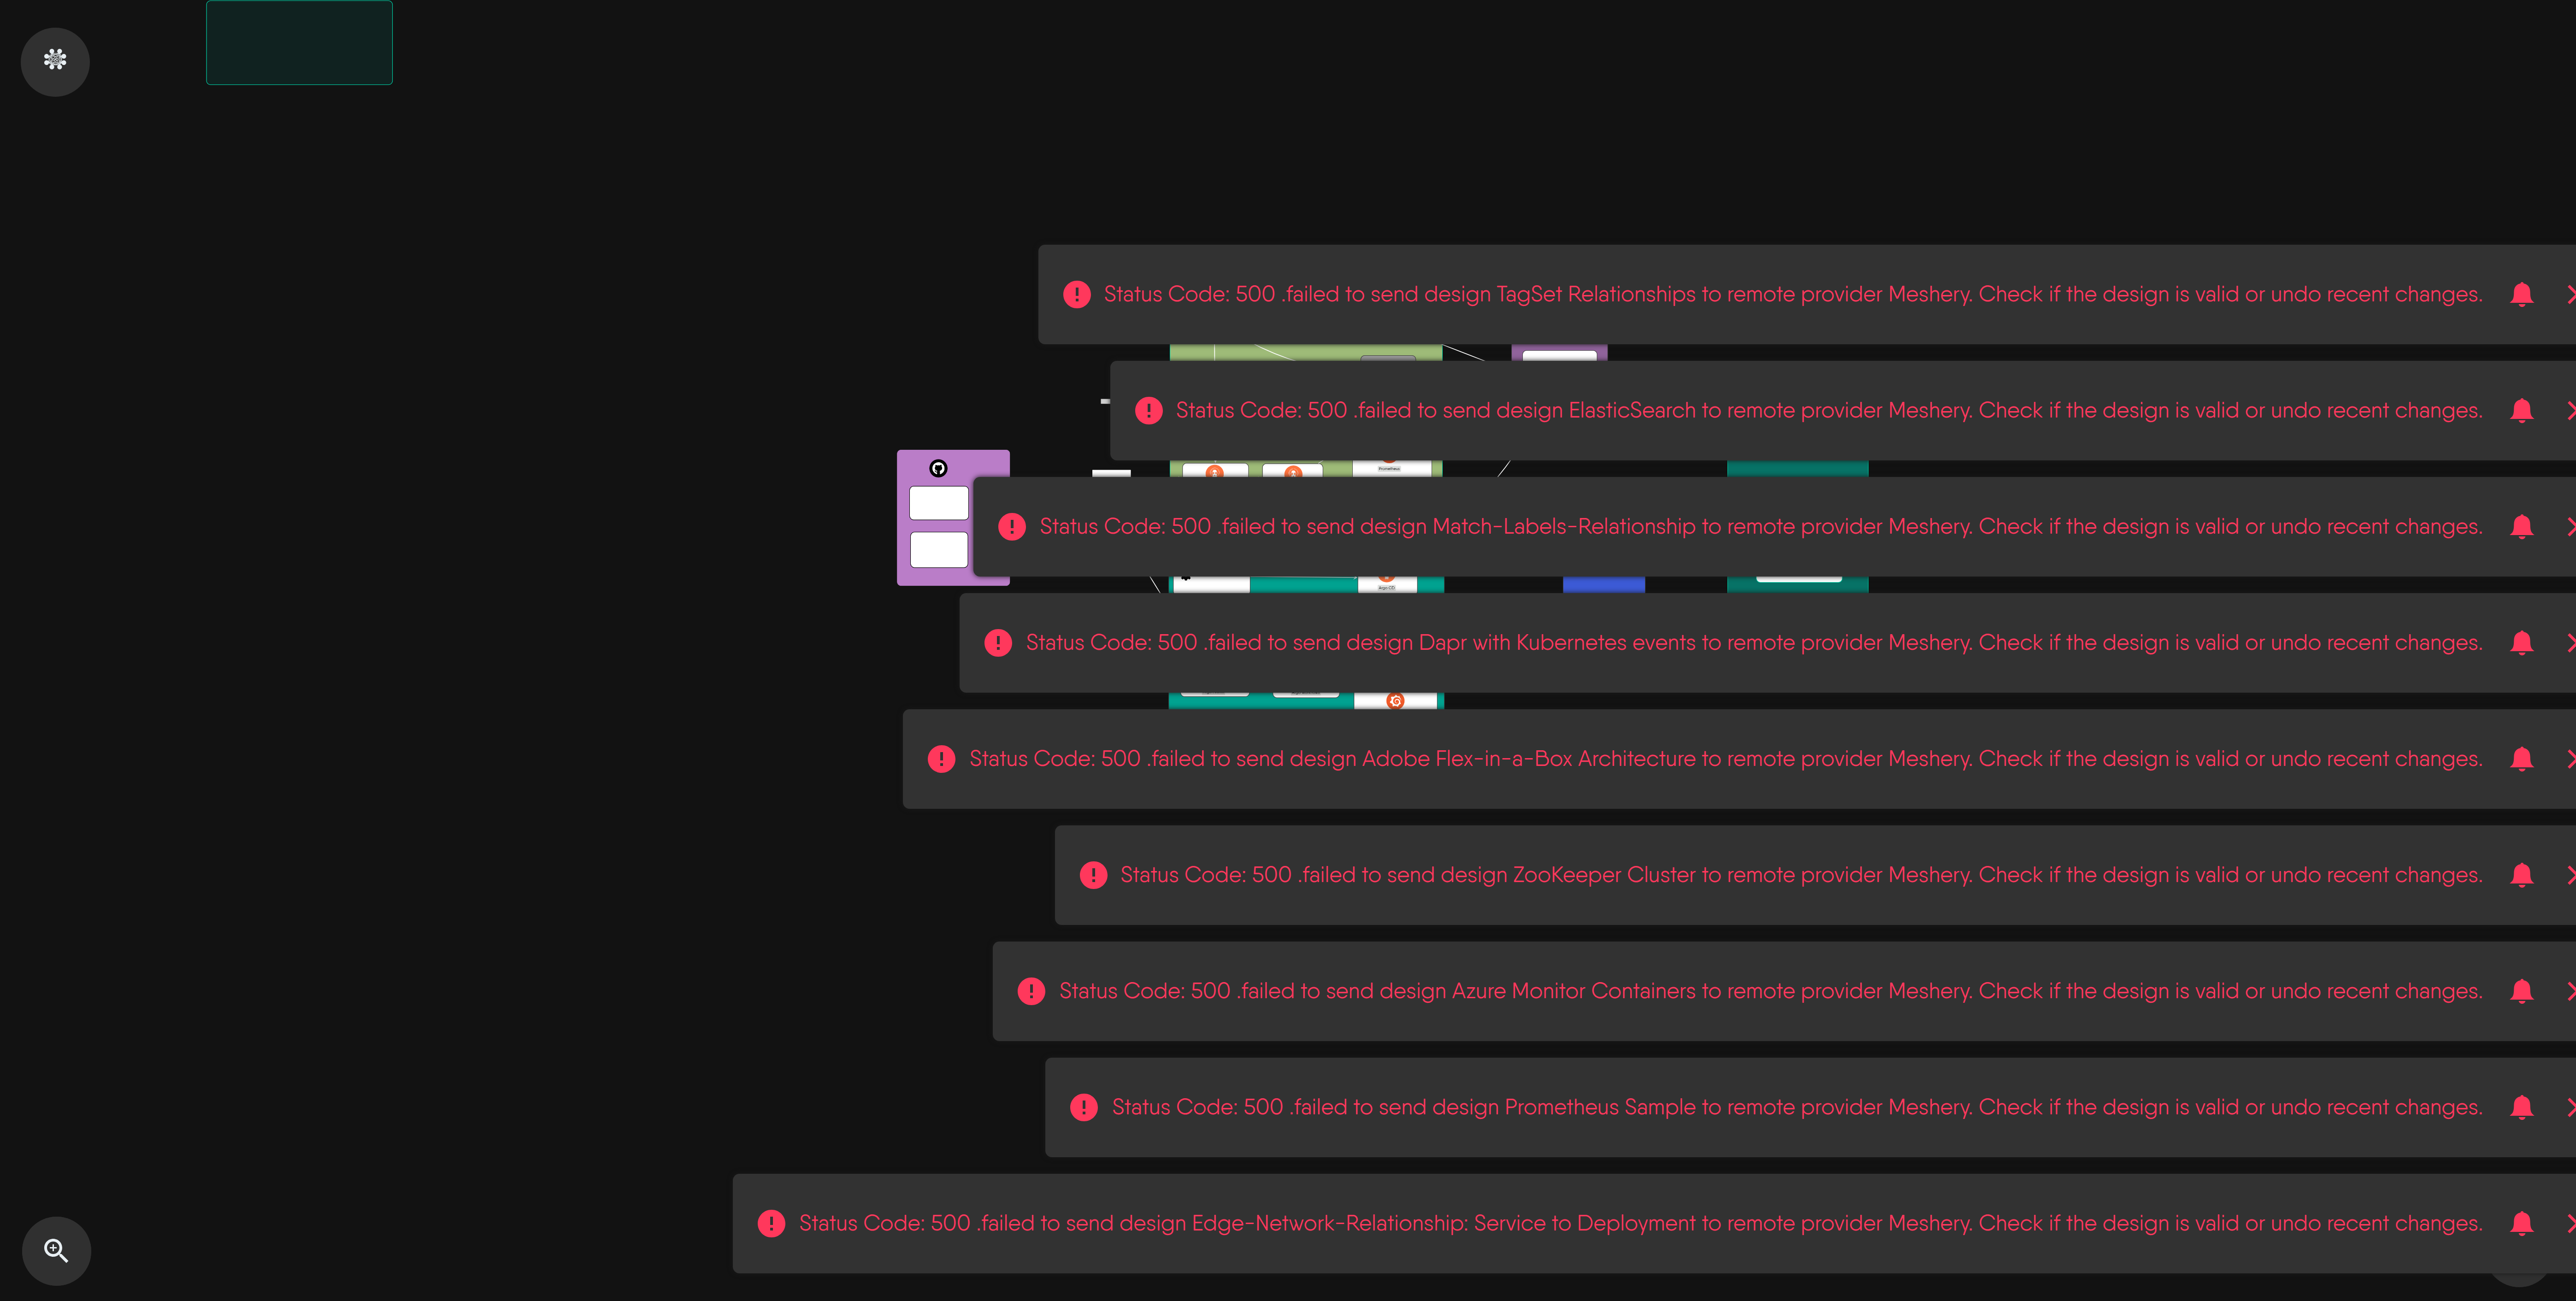 Status Code: 500 .failed to send design TagSet Relationships to remote provider Meshery. Check if the design is valid or undo recent changes.
Status Code: 500 .failed to send design ElasticSearch to remote provider Meshery. Check if the design is valid or undo recent changes.
Prometheus
Status Code: 500 .failed to send design Match-Labels-Relationship to remote provider Meshery. Check if the design is valid or undo recent changes.
Argo CD
Status Code: 500 .failed to send design Dapr with Kubernetes events to remote provider Meshery. Check if the design is valid or undo recent changes.
Status Code: 500 .failed to send design Adobe Flex-in-a-Box Architecture to remote provider Meshery. Check if the design is valid or undo recent changes.
Status Code: 500 .failed to send design ZooKeeper Cluster to remote provider Meshery. Check if the design is valid or undo recent changes.
Status Code: 500 .failed to send design Azure Monitor Containers to remote provider Meshery. Check if the design is valid or undo recent changes.
Status Code: 500 .failed to send design Prometheus Sample to remote provider Meshery. Check if the design is valid or undo recent changes.
Status Code: 500 .failed to send design Edge-Network-Relationship: Service to Deployment to remote provider Meshery. Check if the design is valid or undo recent changes.